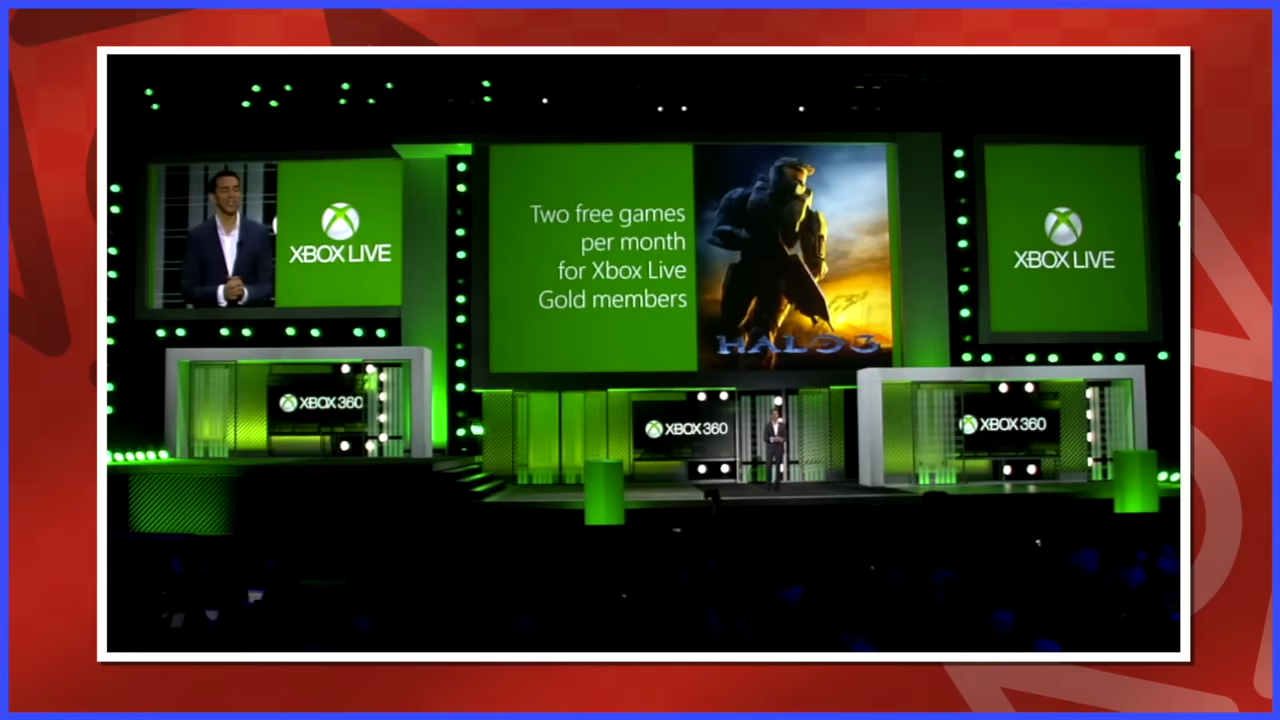 XBOX LIVE
Two free games
per month
for Xbox Live
Gold members
HALO 3
XBOX LIVE
XBOX 360
XBOX 360
XBOX 360